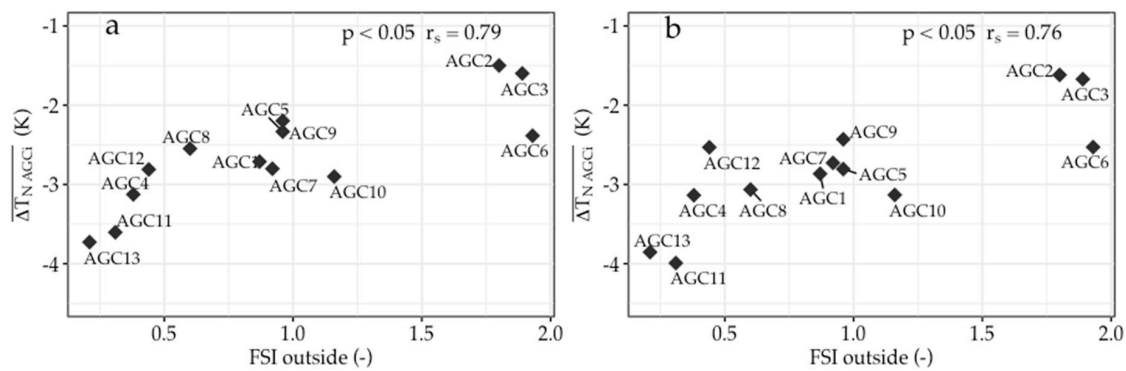 a
p < 0.05 r_s = 0.79
-1
-2
-3
-4
ΔT_N AGCi (K)
AGC2
AGC3
AGC5
AGC9
AGC6
AGC8
AGC12
AGC1
AGC4
AGC7
AGC10
AGC11
AGC13
0.5 1.0 1.5 2.0
FSI outside (-)
b
p < 0.05 r_s = 0.76
-1
-2
-3
-4
ΔT_N AGCi (K)
AGC2
AGC3
AGC9
AGC6
AGC12
AGC7
AGC5
AGC1
AGC4
AGC8
AGC10
AGC13
AGC11
0.5 1.0 1.5 2.0
FSI outside (-)